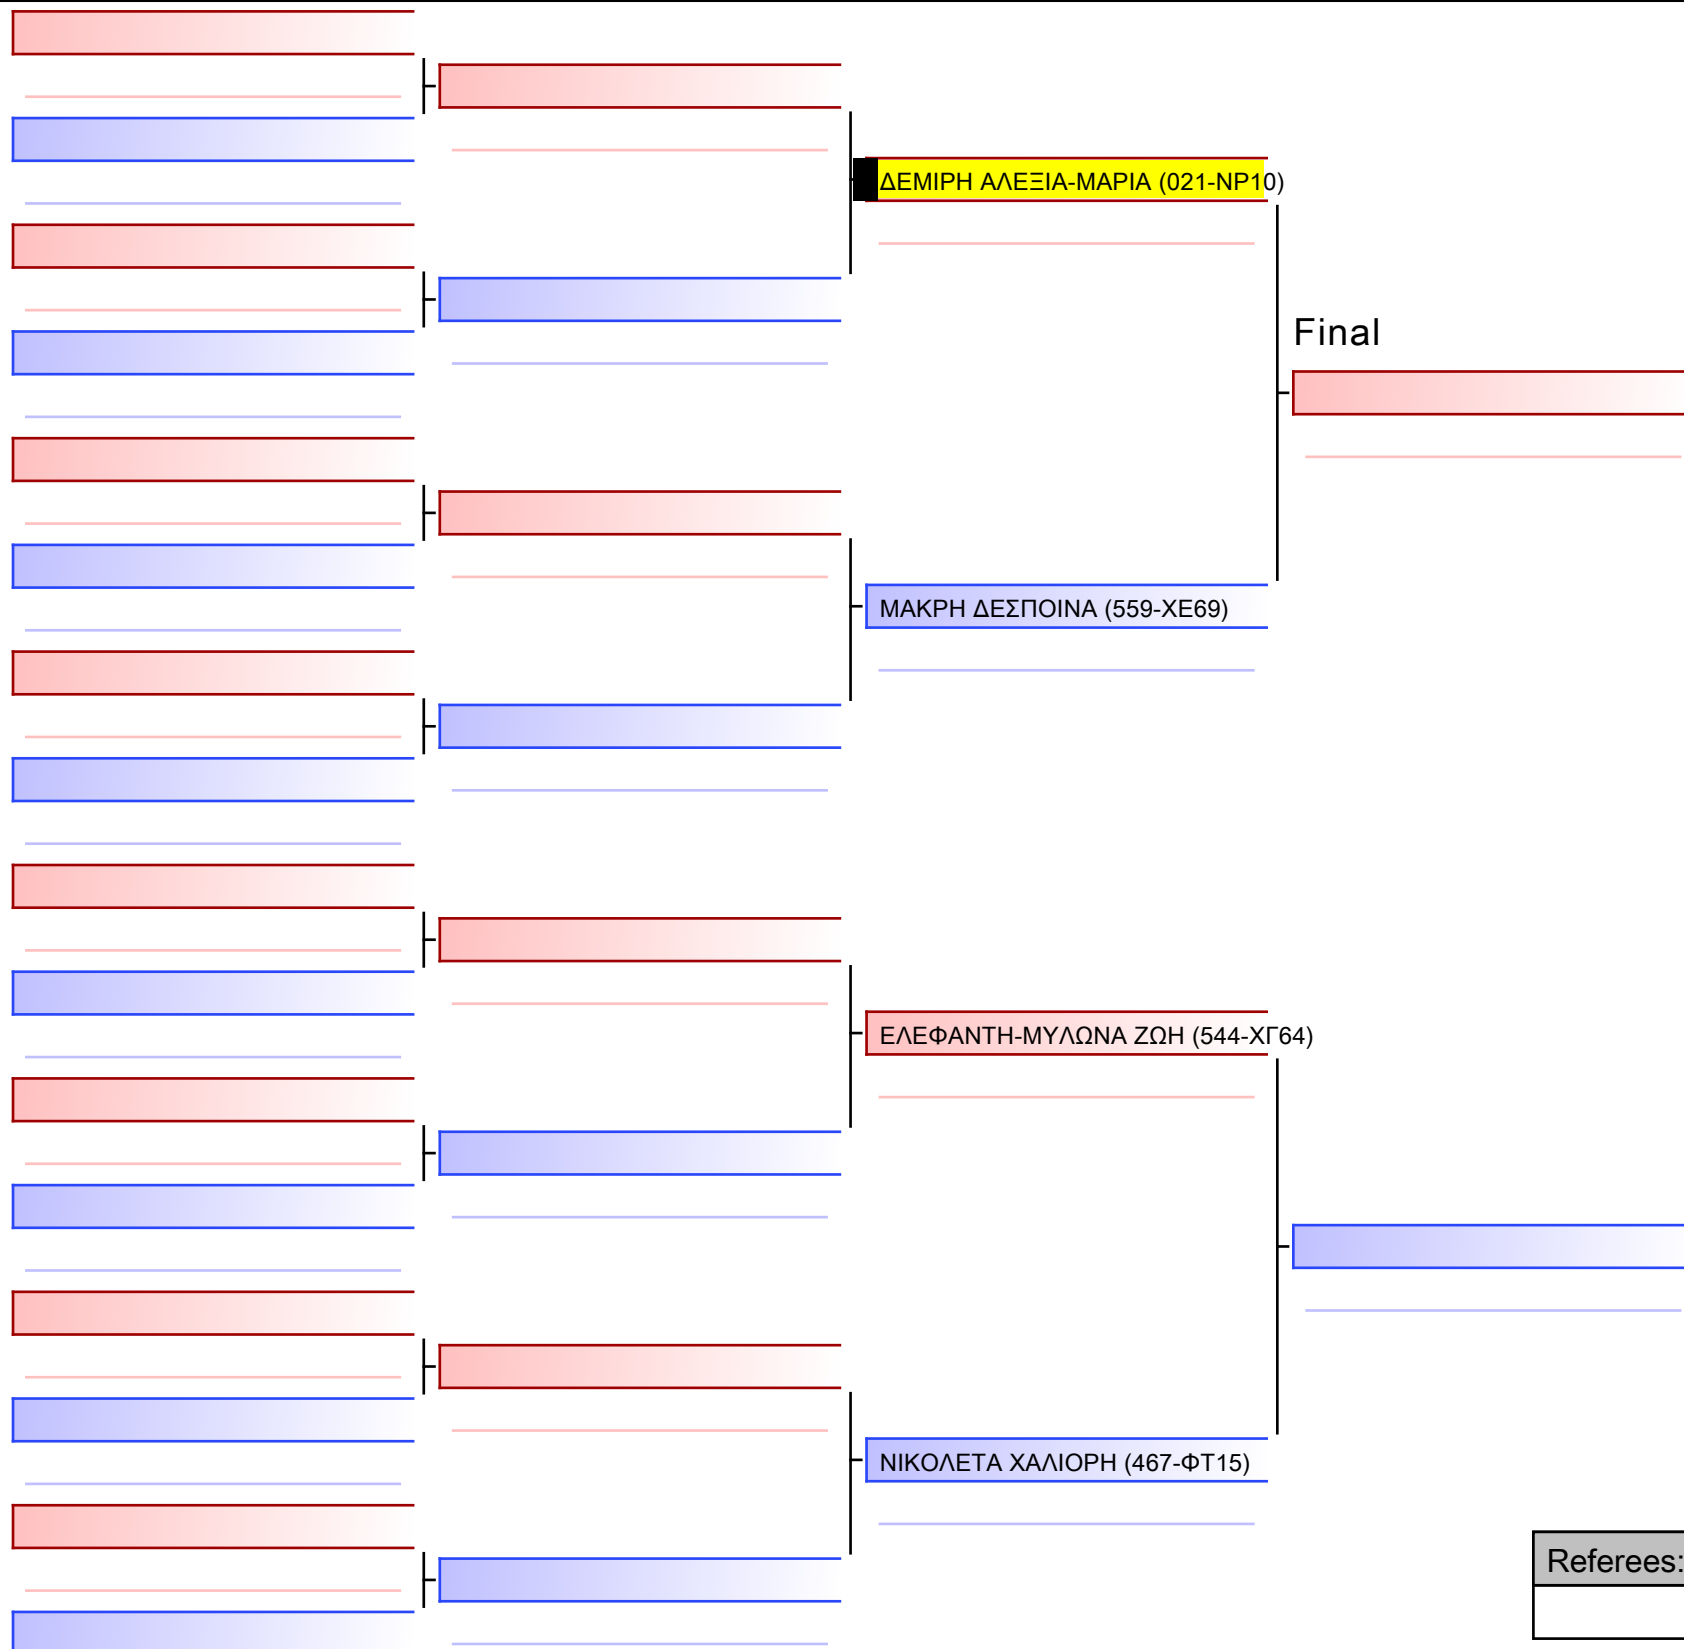 ΔΕΜΙΡΗ ΑΛΕΞΙΑ-ΜΑΡΙΑ (021-ΝΡ10)
Final
ΜΑΚΡΗ ΔΕΣΠΟΙΝΑ (559-ΧΕ69)
ΕΛΕΦΑΝΤΗ-ΜΥΛΩΝΑ ΖΩΗ (544-ΧΓ64)
ΝΙΚΟΛΕΤΑ ΧΑΛΙΟΡΗ (467-ΦΤ15)
Referees: